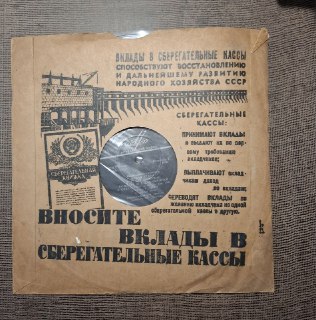 ВКЛАДЫ В СБЕРЕГАТЕЛЬНЫЕ КАССЫ
СПОСОБСТВУЮТ ВОССТАНОВЛЕНИЮ
И ДАЛЬНЕЙШЕМУ РАЗВИТИЮ
НАРОДНОГО ХОЗЯЙСТВА СССР
СБЕРЕГАТЕЛЬНЫЕ
КАССЫ:
ПРИНИМАЮТ ВКЛАДЫ
и выдают их по пер-
вому требованию
вкладчиков;
ВЫПЛАЧИВАЮТ вклад-
чикам доход
по вкладам;
ПЕРЕВОДЯТ ВКЛАДЫ по
желанию вкладчика из одной
сберегательной кассы в другую.
СБЕРЕГАТЕЛЬНАЯ
КНИЖКА
ВНОСИТЕ
ВКЛАДЫ В
СБЕРЕГАТЕЛЬНЫЕ КАССЫ